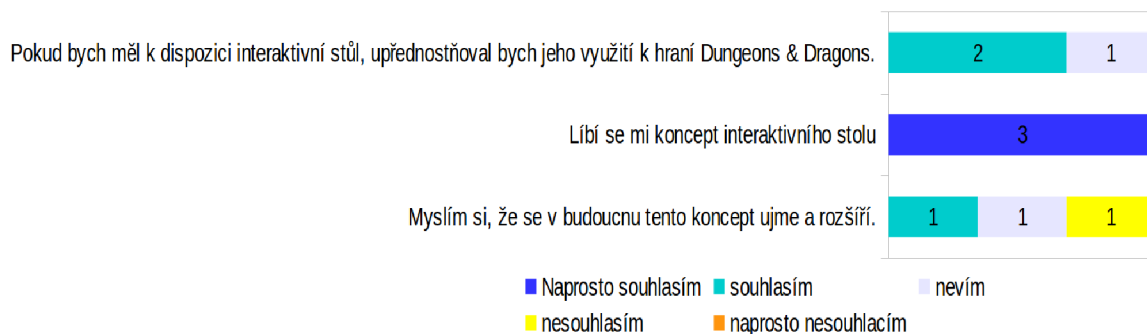 Pokud bych měl k dispozici interaktivní stůl, upřednostňoval bych jeho využití k hraní Dungeons & Dragons.
2 1
Líbí se mi koncept interaktivního stolu
3
Myslím si, že se v budoucnu tento koncept ujme a rozšíří.
1 1 1
Naprosto souhlasím souhlasím nevím
nesouhlasím naprosto nesouhlacím